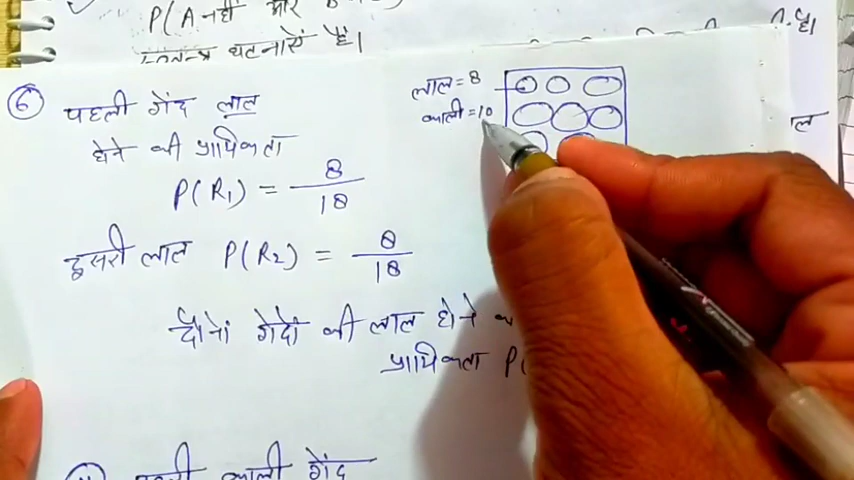 P(A नहीं और
स्वतन्त्र घटनायें हैं।
है।
6 पहली गेंद लाल
होने की प्रायिकता
लाल = 8
काली = 10
P(R₁) = 8/18
दूसरी लाल P(R₂) = 8/18
दोनों गेंदों की लाल होने
प्रायिकता P(
पहली काली गेंद